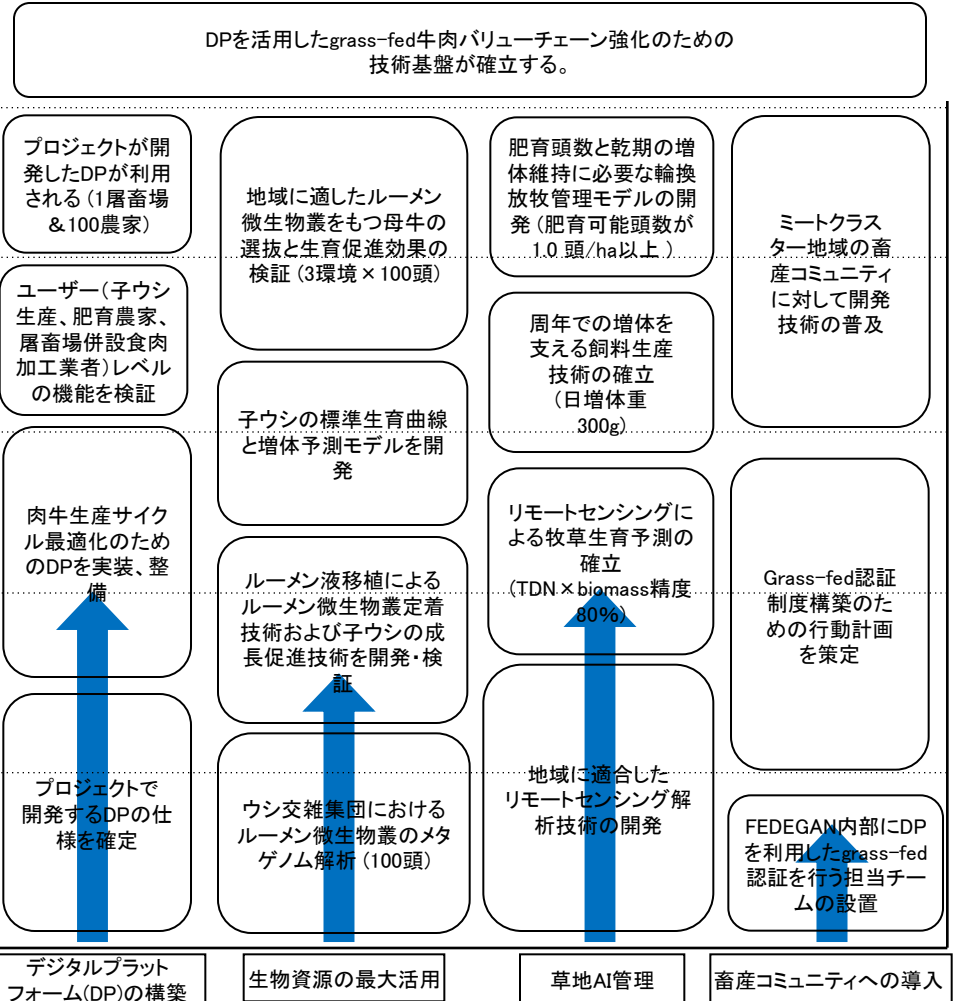 DPを活用したgrass-fed牛肉バリューチェーン強化のための
技術基盤が確立する。
プロジェクトが開
発したDPが利用
される(1屠畜場
&100農家)
ユーザー(子ウシ
生産、肥育農家、
屠畜場併設食肉
加工業者)レベル
の機能を検証
肉牛生産サイク
ル最適化のため
のDPを実装、整
備
プロジェクトで
開発するDPの仕
様を確定
デジタルプラット
フォーム(DP)の構築
地域に適したルーメン
微生物叢をもつ母牛の
選抜と生育促進効果の
検証(3環境×100頭)
子ウシの標準生育曲線
と増体予測モデルを開
発
ルーメン液移植による
ルーメン微生物叢定着
技術および子ウシの成
長促進技術を開発・検
証
ウシ交雑集団における
ルーメン微生物叢のメタ
ゲノム解析(100頭)
生物資源の最大活用
肥育頭数と乾期の増
体維持に必要な輪換
放牧管理モデルの開
発(肥育可能頭数が
1.0 頭/ha以上 )
周年での増体を
支える飼料生産
技術の確立
(日増体重
300g)
リモートセンシングに
よる牧草生育予測の
確立
(TDN×biomass精度
80%)
地域に適合した
リモートセンシング解
析技術の開発
草地AI管理
ミートクラス
ター地域の畜
産コミュニティ
に対して開発
技術の普及
Grass-fed認証
制度構築のた
めの行動計画
を策定
FEDEGAN内部にDP
を利用したgrass-fed
認証を行う担当チー
ムの設置
畜産コミュニティへの導入